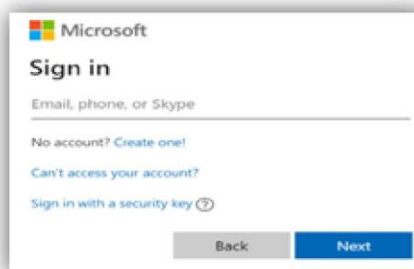 Microsoft
Sign in
Email, phone, or Skype
No account? Create one!
Can't access your account?
Sign in with a security key
Back Next